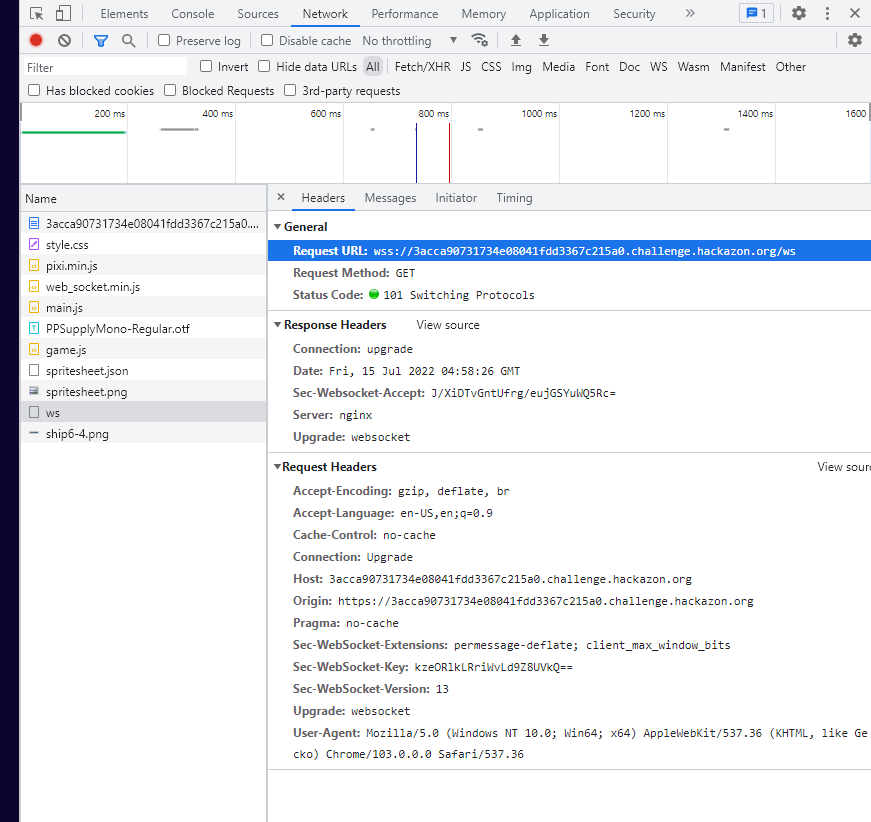 Elements Console Sources Network Performance Memory Application Security » 1
Preserve log Disable cache No throttling
Filter Invert Hide data URLs All Fetch/XHR JS CSS Img Media Font Doc WS Wasm Manifest Other
Has blocked cookies Blocked Requests 3rd-party requests
200 ms 400 ms 600 ms 800 ms 1000 ms 1200 ms 1400 ms 1600
Name
3acca90731734e08041fdd3367c215a0....
style.css
pixi.min.js
web_socket.min.js
main.js
PPSupplyMono-Regular.otf
game.js
spritesheet.json
spritesheet.png
ws
ship6-4.png
Headers Messages Initiator Timing
General
Request URL: wss://3acca90731734e08041fdd3367c215a0.challenge.hackazon.org/ws
Request Method: GET
Status Code: 101 Switching Protocols
Response Headers View source
Connection: upgrade
Date: Fri, 15 Jul 2022 04:58:26 GMT
Sec-Websocket-Accept: J/XiDTvGntUfrg/eujGSYuWQ5Rc=
Server: nginx
Upgrade: websocket
Request Headers View sour
Accept-Encoding: gzip, deflate, br
Accept-Language: en-US,en;q=0.9
Cache-Control: no-cache
Connection: Upgrade
Host: 3acca90731734e08041fdd3367c215a0.challenge.hackazon.org
Origin: https://3acca90731734e08041fdd3367c215a0.challenge.hackazon.org
Pragma: no-cache
Sec-WebSocket-Extensions: permessage-deflate; client_max_window_bits
Sec-WebSocket-Key: kzeORlkLRriWvLd9Z8UVkQ==
Sec-WebSocket-Version: 13
Upgrade: websocket
User-Agent: Mozilla/5.0 (Windows NT 10.0; Win64; x64) AppleWebKit/537.36 (KHTML, like Ge
cko) Chrome/103.0.0.0 Safari/537.36